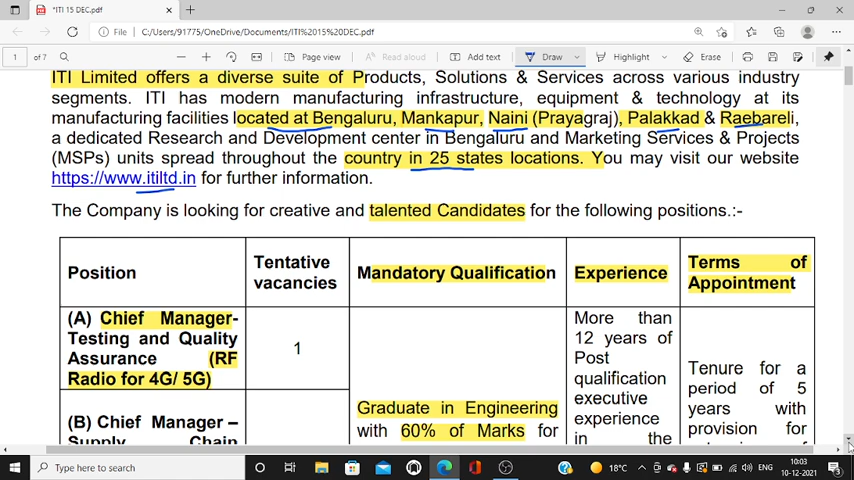 *ITI 15 DEC.pdf
File
C:/Users/91775/OneDrive/Documents/ITI%2015%20DEC.pdf
1 of 7
Page view
Read aloud
Add text
Draw
Highlight
Erase
ITI Limited offers a diverse suite of Products, Solutions & Services across various industry
segments. ITI has modern manufacturing infrastructure, equipment & technology at its
manufacturing facilities located at Bengaluru, Mankapur, Naini (Prayagraj), Palakkad & Raebareli,
a dedicated Research and Development center in Bengaluru and Marketing Services & Projects
(MSPs) units spread throughout the country in 25 states locations. You may visit our website
https://www.itiltd.in for further information.
The Company is looking for creative and talented Candidates for the following positions.:-
Position
Tentative
vacancies
Mandatory Qualification
Experience
Terms of
Appointment
(A) Chief Manager-
Testing and Quality
Assurance (RF
Radio for 4G/ 5G)
1
(B) Chief Manager –
Supply Chain
Graduate in Engineering
with 60% of Marks for
More than
12 years of
Post
qualification
executive
experience
in the
Tenure for a
period of 5
years with
provision for
Type here to search
18°C
ENG
10:03
10-12-2021
3